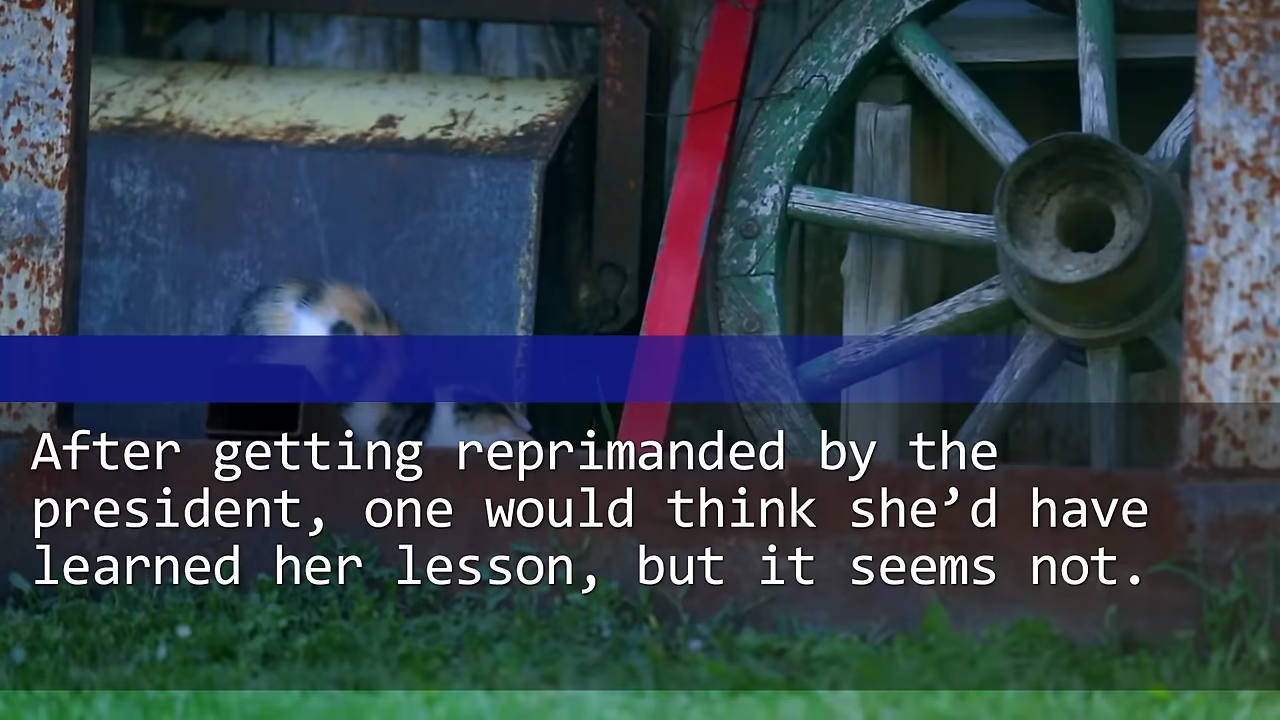 After getting reprimanded by the
president, one would think she’d have
learned her lesson, but it seems not.